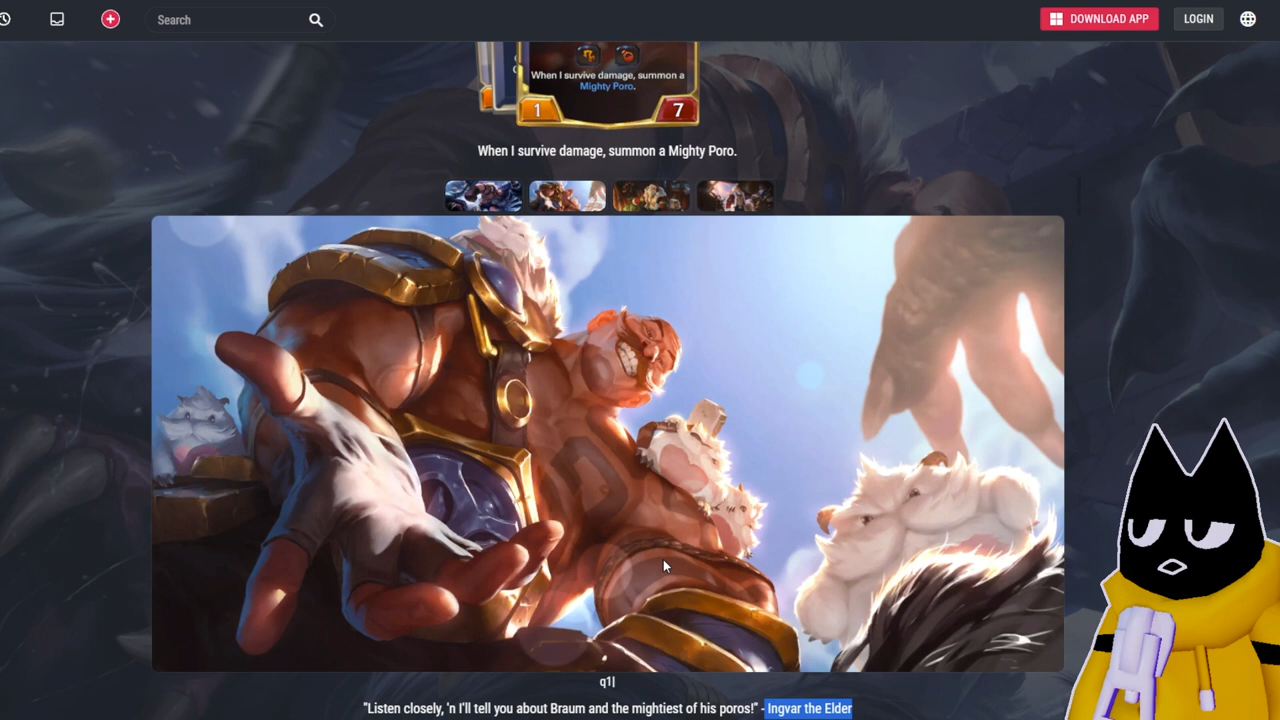 Search
DOWNLOAD APP
LOGIN
When I survive damage, summon a
Mighty Poro.
1
7
When I survive damage, summon a Mighty Poro.
q1|
"Listen closely, 'n I'll tell you about Braum and the mightiest of his poros!" - Ingvar the Elder